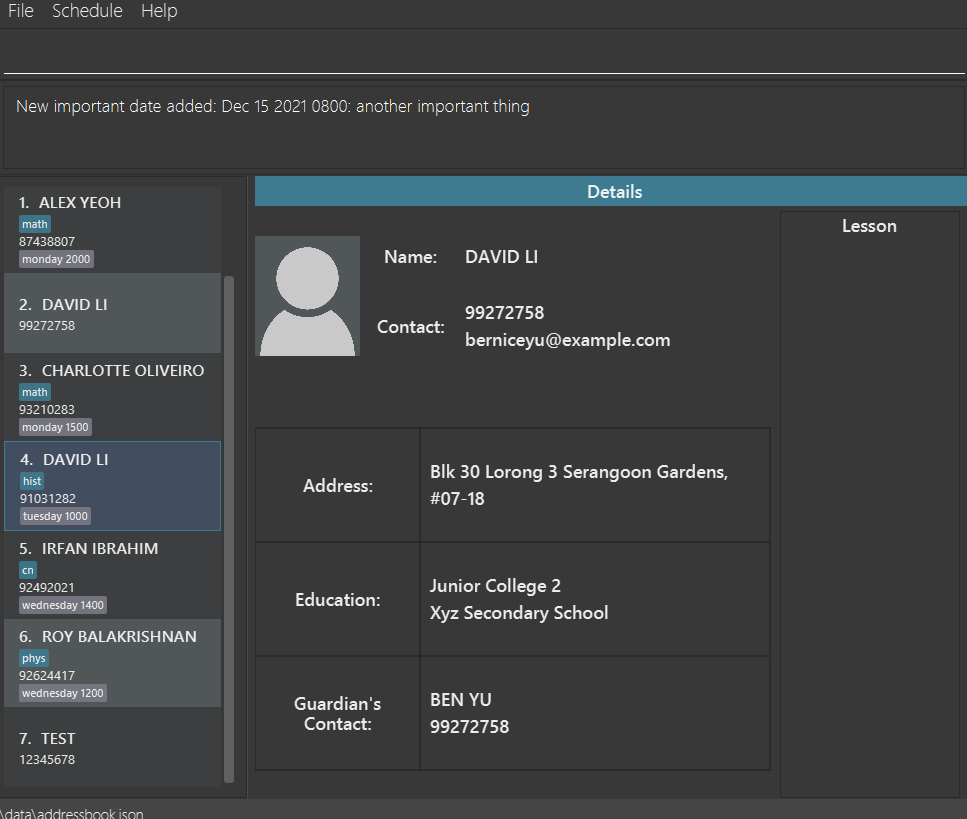 File Schedule Help
New important date added: Dec 15 2021 0800: another important thing
1. ALEX YEOH
math
87438807
monday 2000
2. DAVID LI
99272758
3. CHARLOTTE OLIVEIRO
math
93210283
monday 1500
4. DAVID LI
hist
91031282
tuesday 1000
5. IRFAN IBRAHIM
cn
92492021
wednesday 1400
6. ROY BALAKRISHNAN
phys
92624417
wednesday 1200
7. TEST
12345678
Details
Name: DAVID LI
Contact: 99272758
berniceyu@example.com
Address: Blk 30 Lorong 3 Serangoon Gardens,
#07-18
Education: Junior College 2
Xyz Secondary School
Guardian's
Contact:
BEN YU
99272758
Lesson
\data\addressbook.json